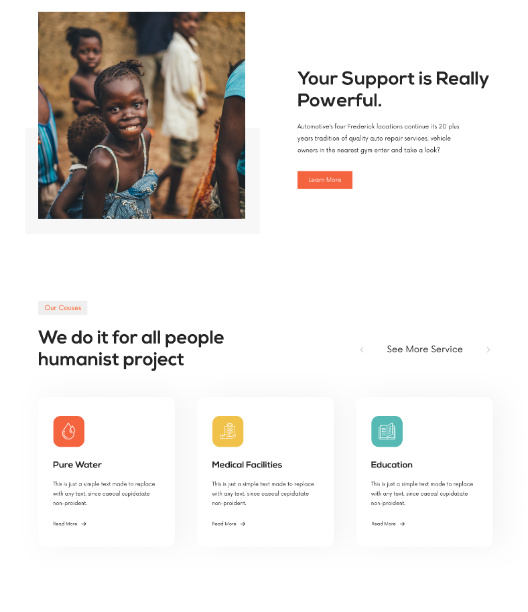 Your Support is Really
Powerful.
Automotive's four Frederick locations continue its 20 plus
years tradition of quality auto repair services. vehicle
owners in the nearest gym enter and take a look?
Learn More
Our Causes
We do it for all people
humanist project
See More Service
Pure Water
This is just a simple text made to replace
with any text, since caecal cupidatate
non-proident.
Read More
Medical Facilities
This is just a simple text made to replace
with any text, since caecal cupidatate
non-proident.
Read More
Education
This is just a simple text made to replace
with any text, since caecal cupidatate
non-proident.
Read More